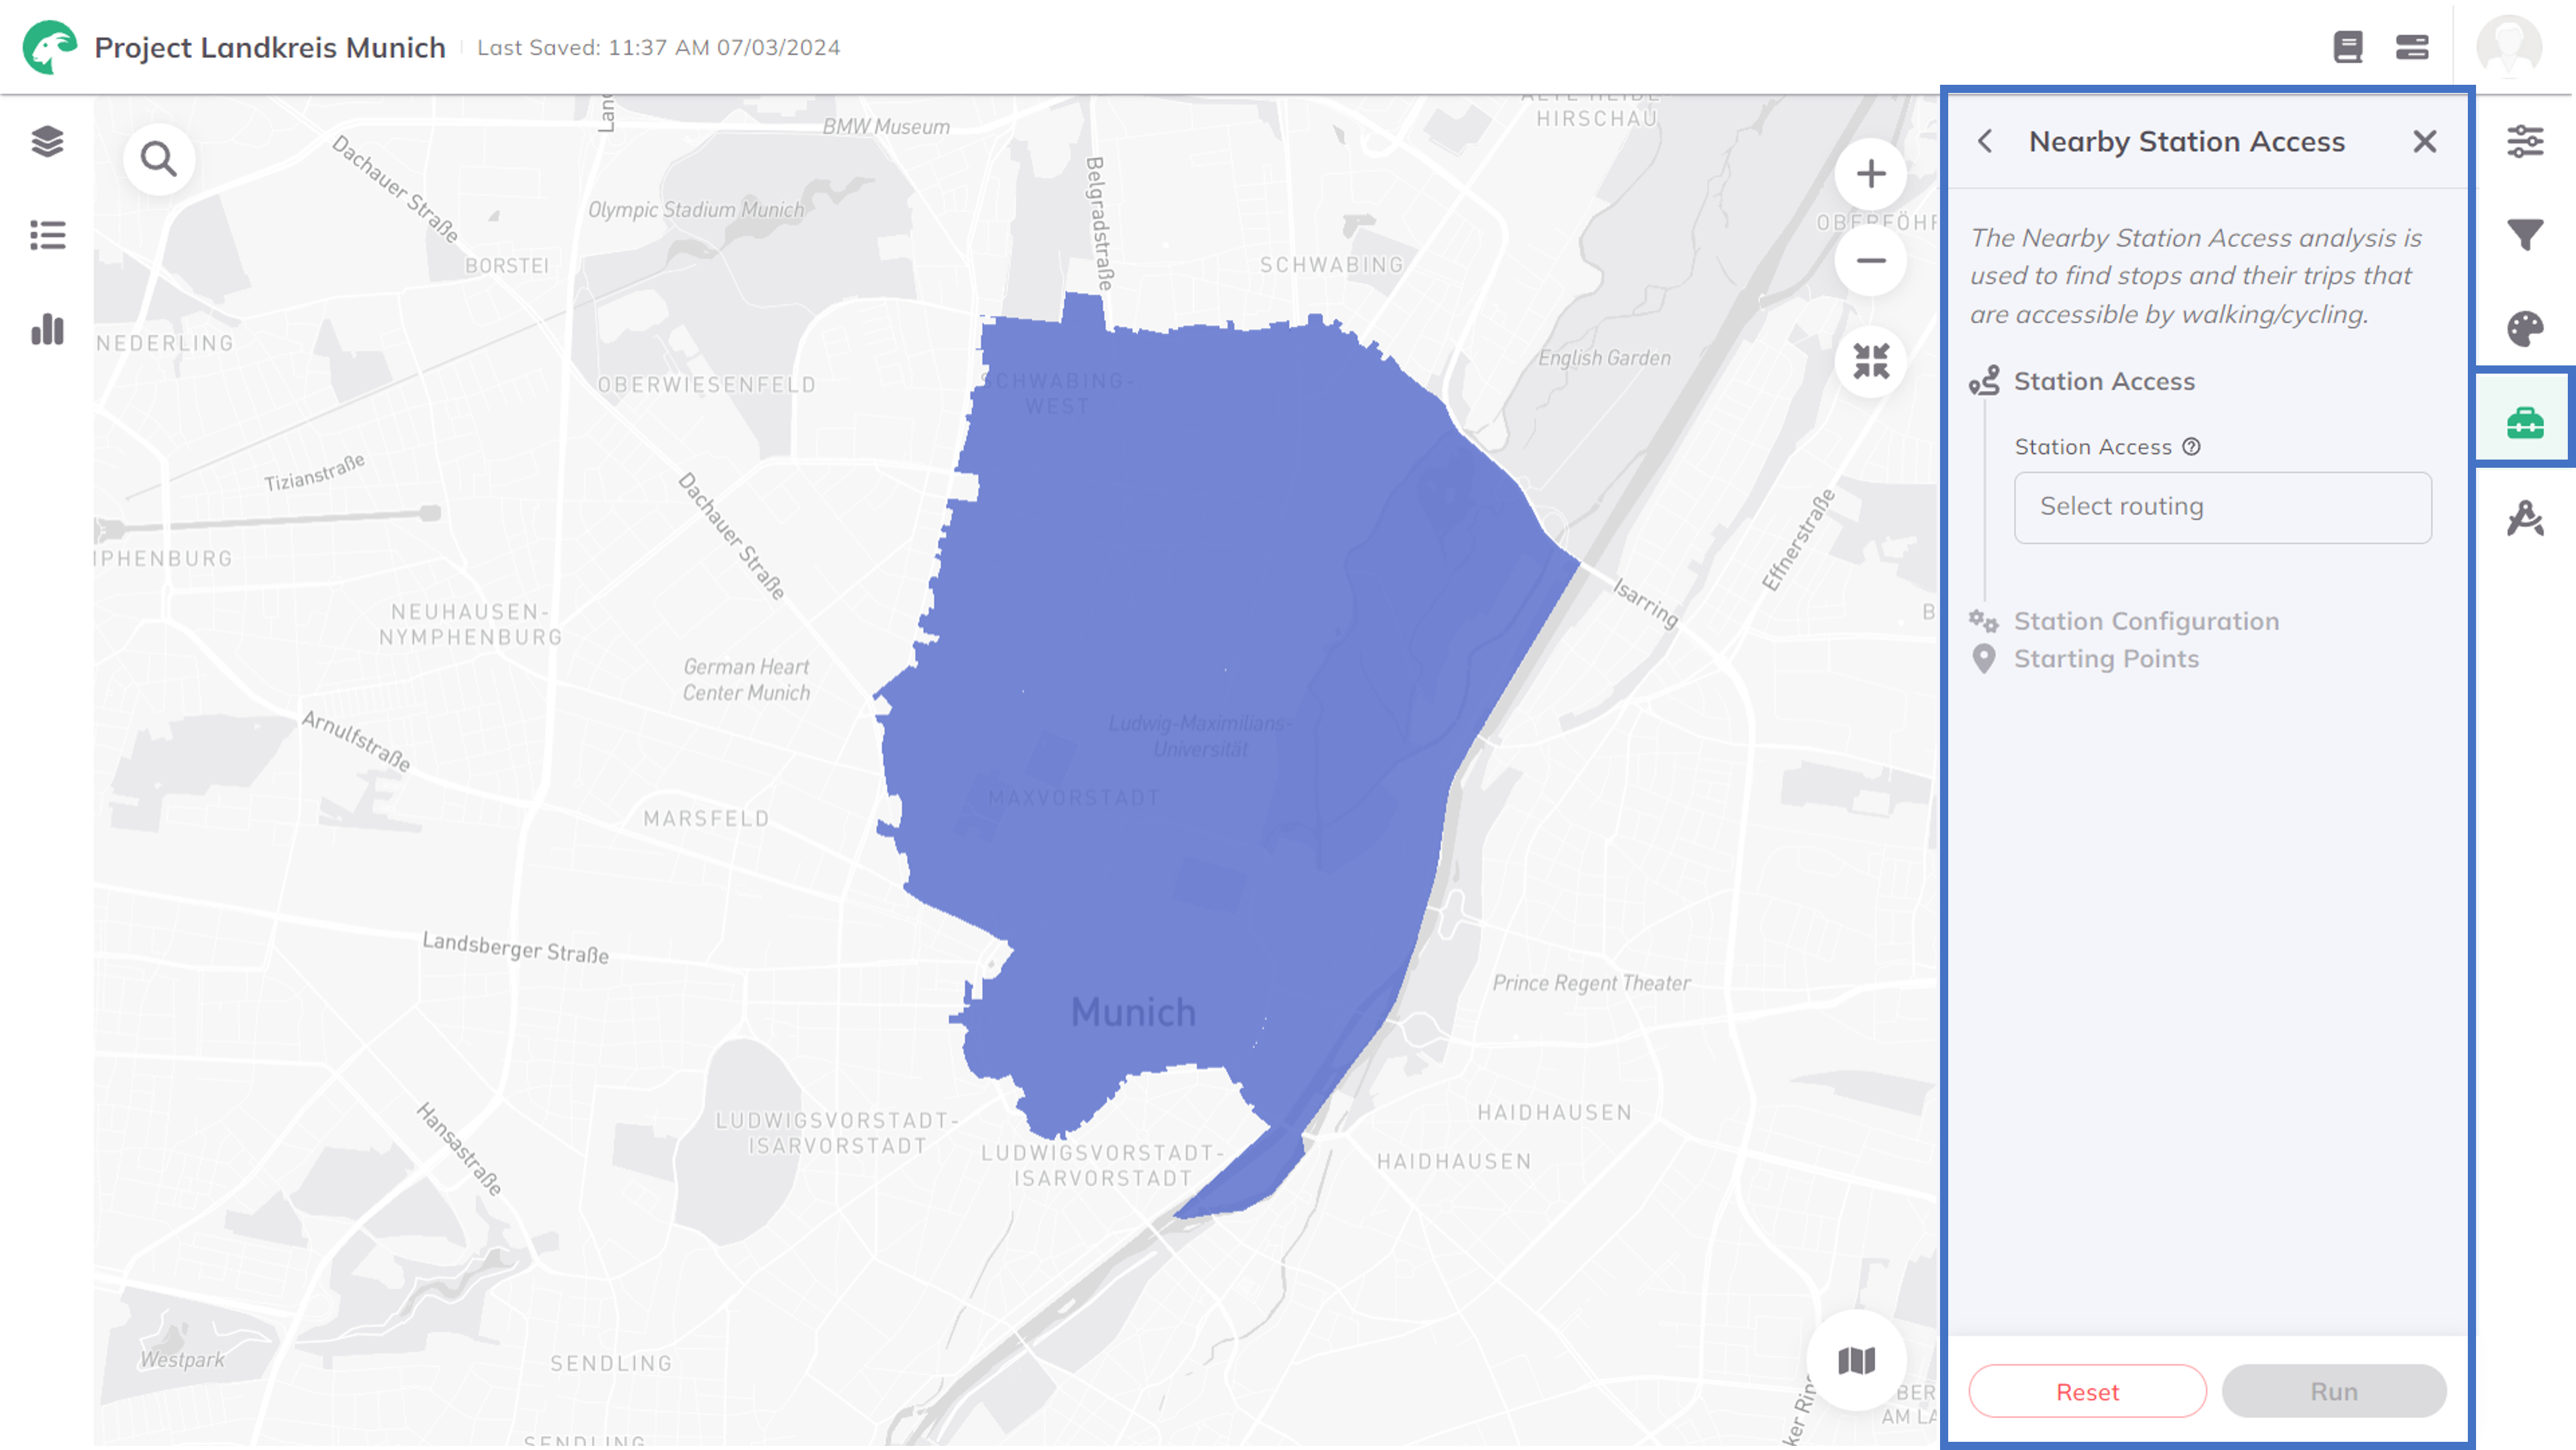 Project Landkreis Munich
Last Saved: 11:37 AM 07/03/2024
BMW Museum
HIRSCHAU
Dachauer Straße
Belgradstraße
Olympic Stadium Munich
BORSTEI
SCHWABING
NEDERLING
English Garden
OBERWIESENFELD
SCHWABING-
WEST
Tizianstraße
Dachauer Straße
Effnerstraße
IPHENBURG
Isarring
NEUHAUSEN-
NYMPHENBURG
German Heart
Center Munich
Ludwig-Maximilians-
Universität
Arnulfstraße
MAXVORSTADT
MARSFELD
Landsberger Straße
Prince Regent Theater
Munich
Hansastraße
LUDWIGSVORSTADT-
ISARVORSTADT
HAIDHAUSEN
LUDWIGSVORSTADT-
ISARVORSTADT
HAIDHAUSEN
Westpark
SENDLING
SENDLING
BER
AM LA
Nearby Station Access
The Nearby Station Access analysis is
used to find stops and their trips that
are accessible by walking/cycling.
Station Access
Station Access
Select routing
Station Configuration
Starting Points
Reset
Run